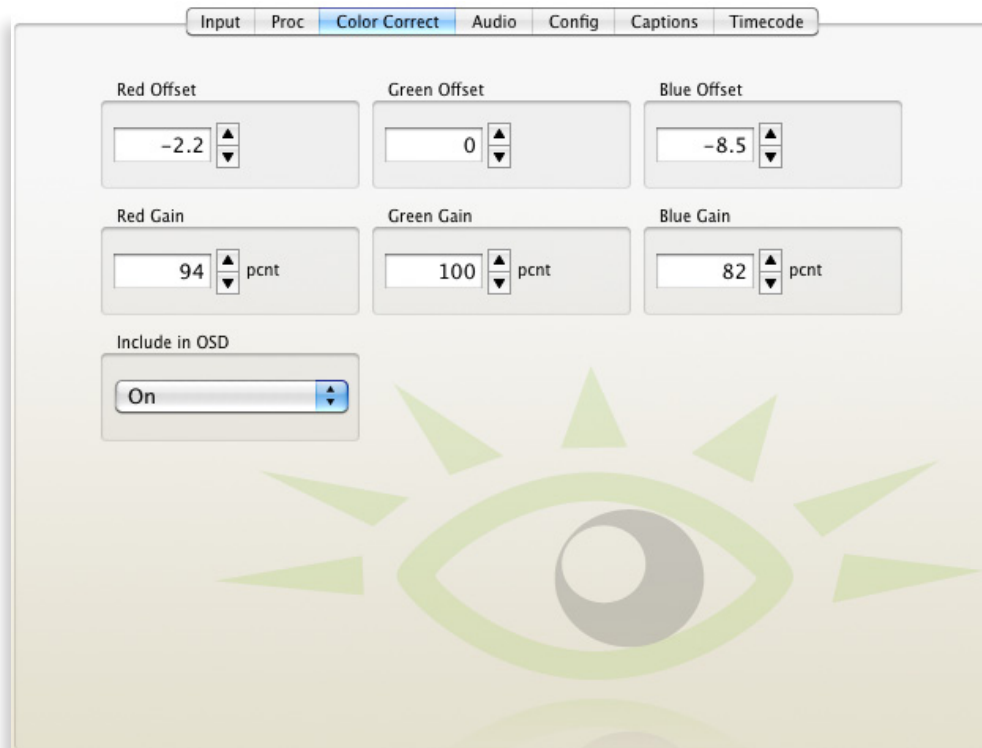 Input Proc Color Correct Audio Config Captions Timecode
Red Offset Green Offset Blue Offset
-2.2 0 -8.5
Red Gain Green Gain Blue Gain
94 pcnt 100 pcnt 82 pcnt
Include in OSD
On